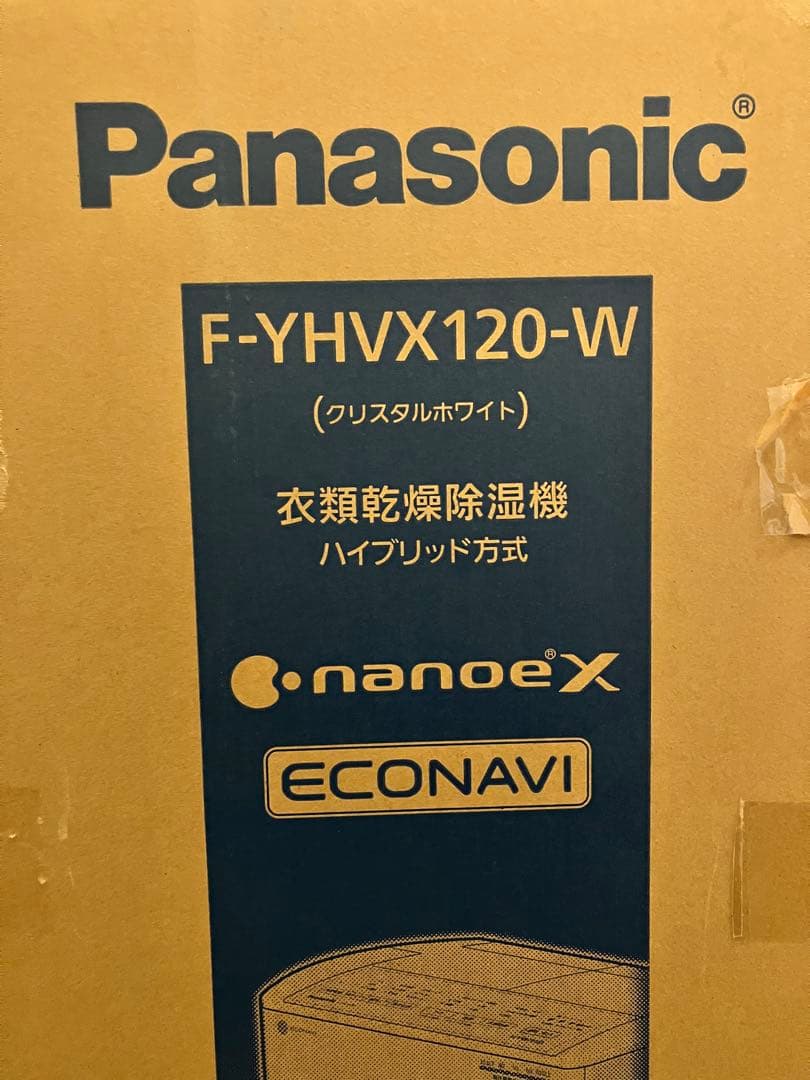 Panasonic®
F-YHVX120-W
(クリスタルホワイト)
衣類乾燥除湿機
ハイブリッド方式
nanoe®X
ECONAVI